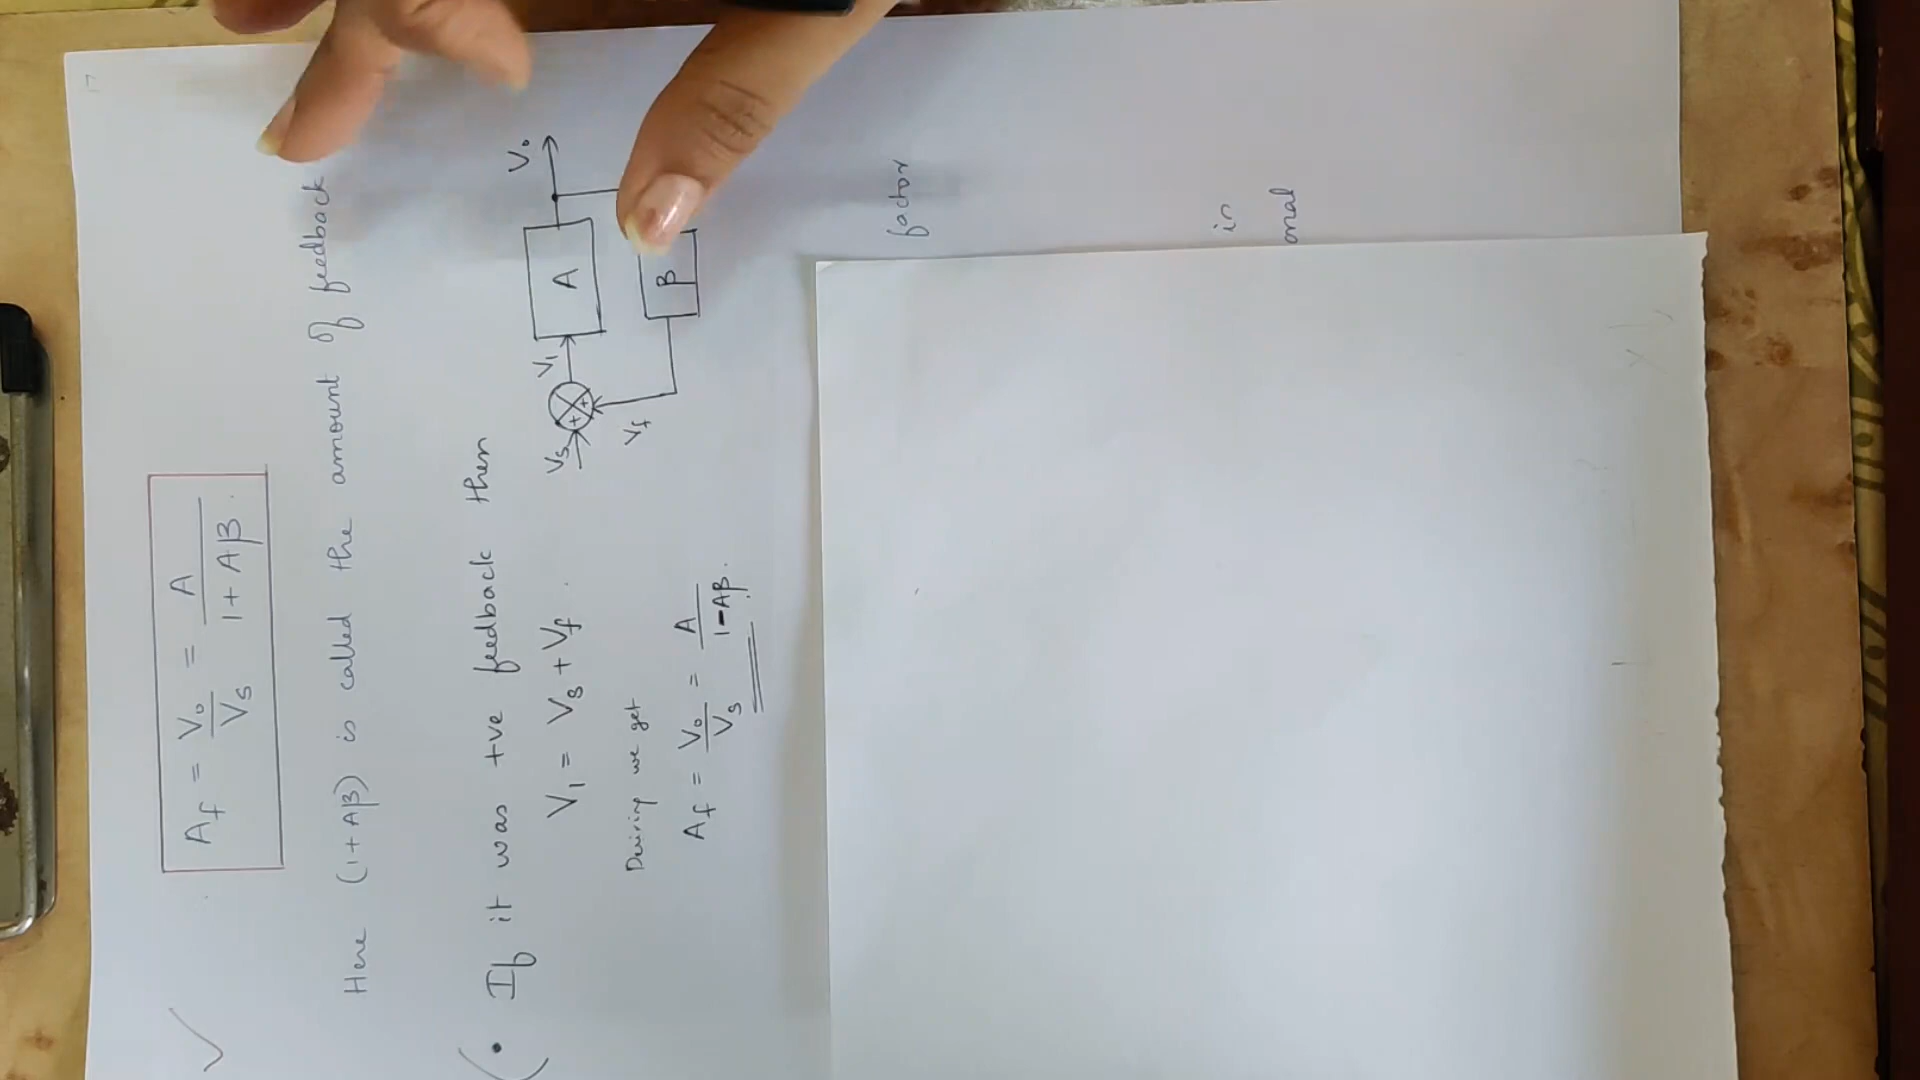 Af = Vo/Vs = A/(1 + Aβ).
Here (1 + Aβ) is called the amount of feedback
• If it was +ve feedback then
V1 = Vs + Vf.
Deriving we get
Af = Vo/Vs = A/(1-Aβ).
Vs
V1
A
Vo
Vf
β
factor
in
onal